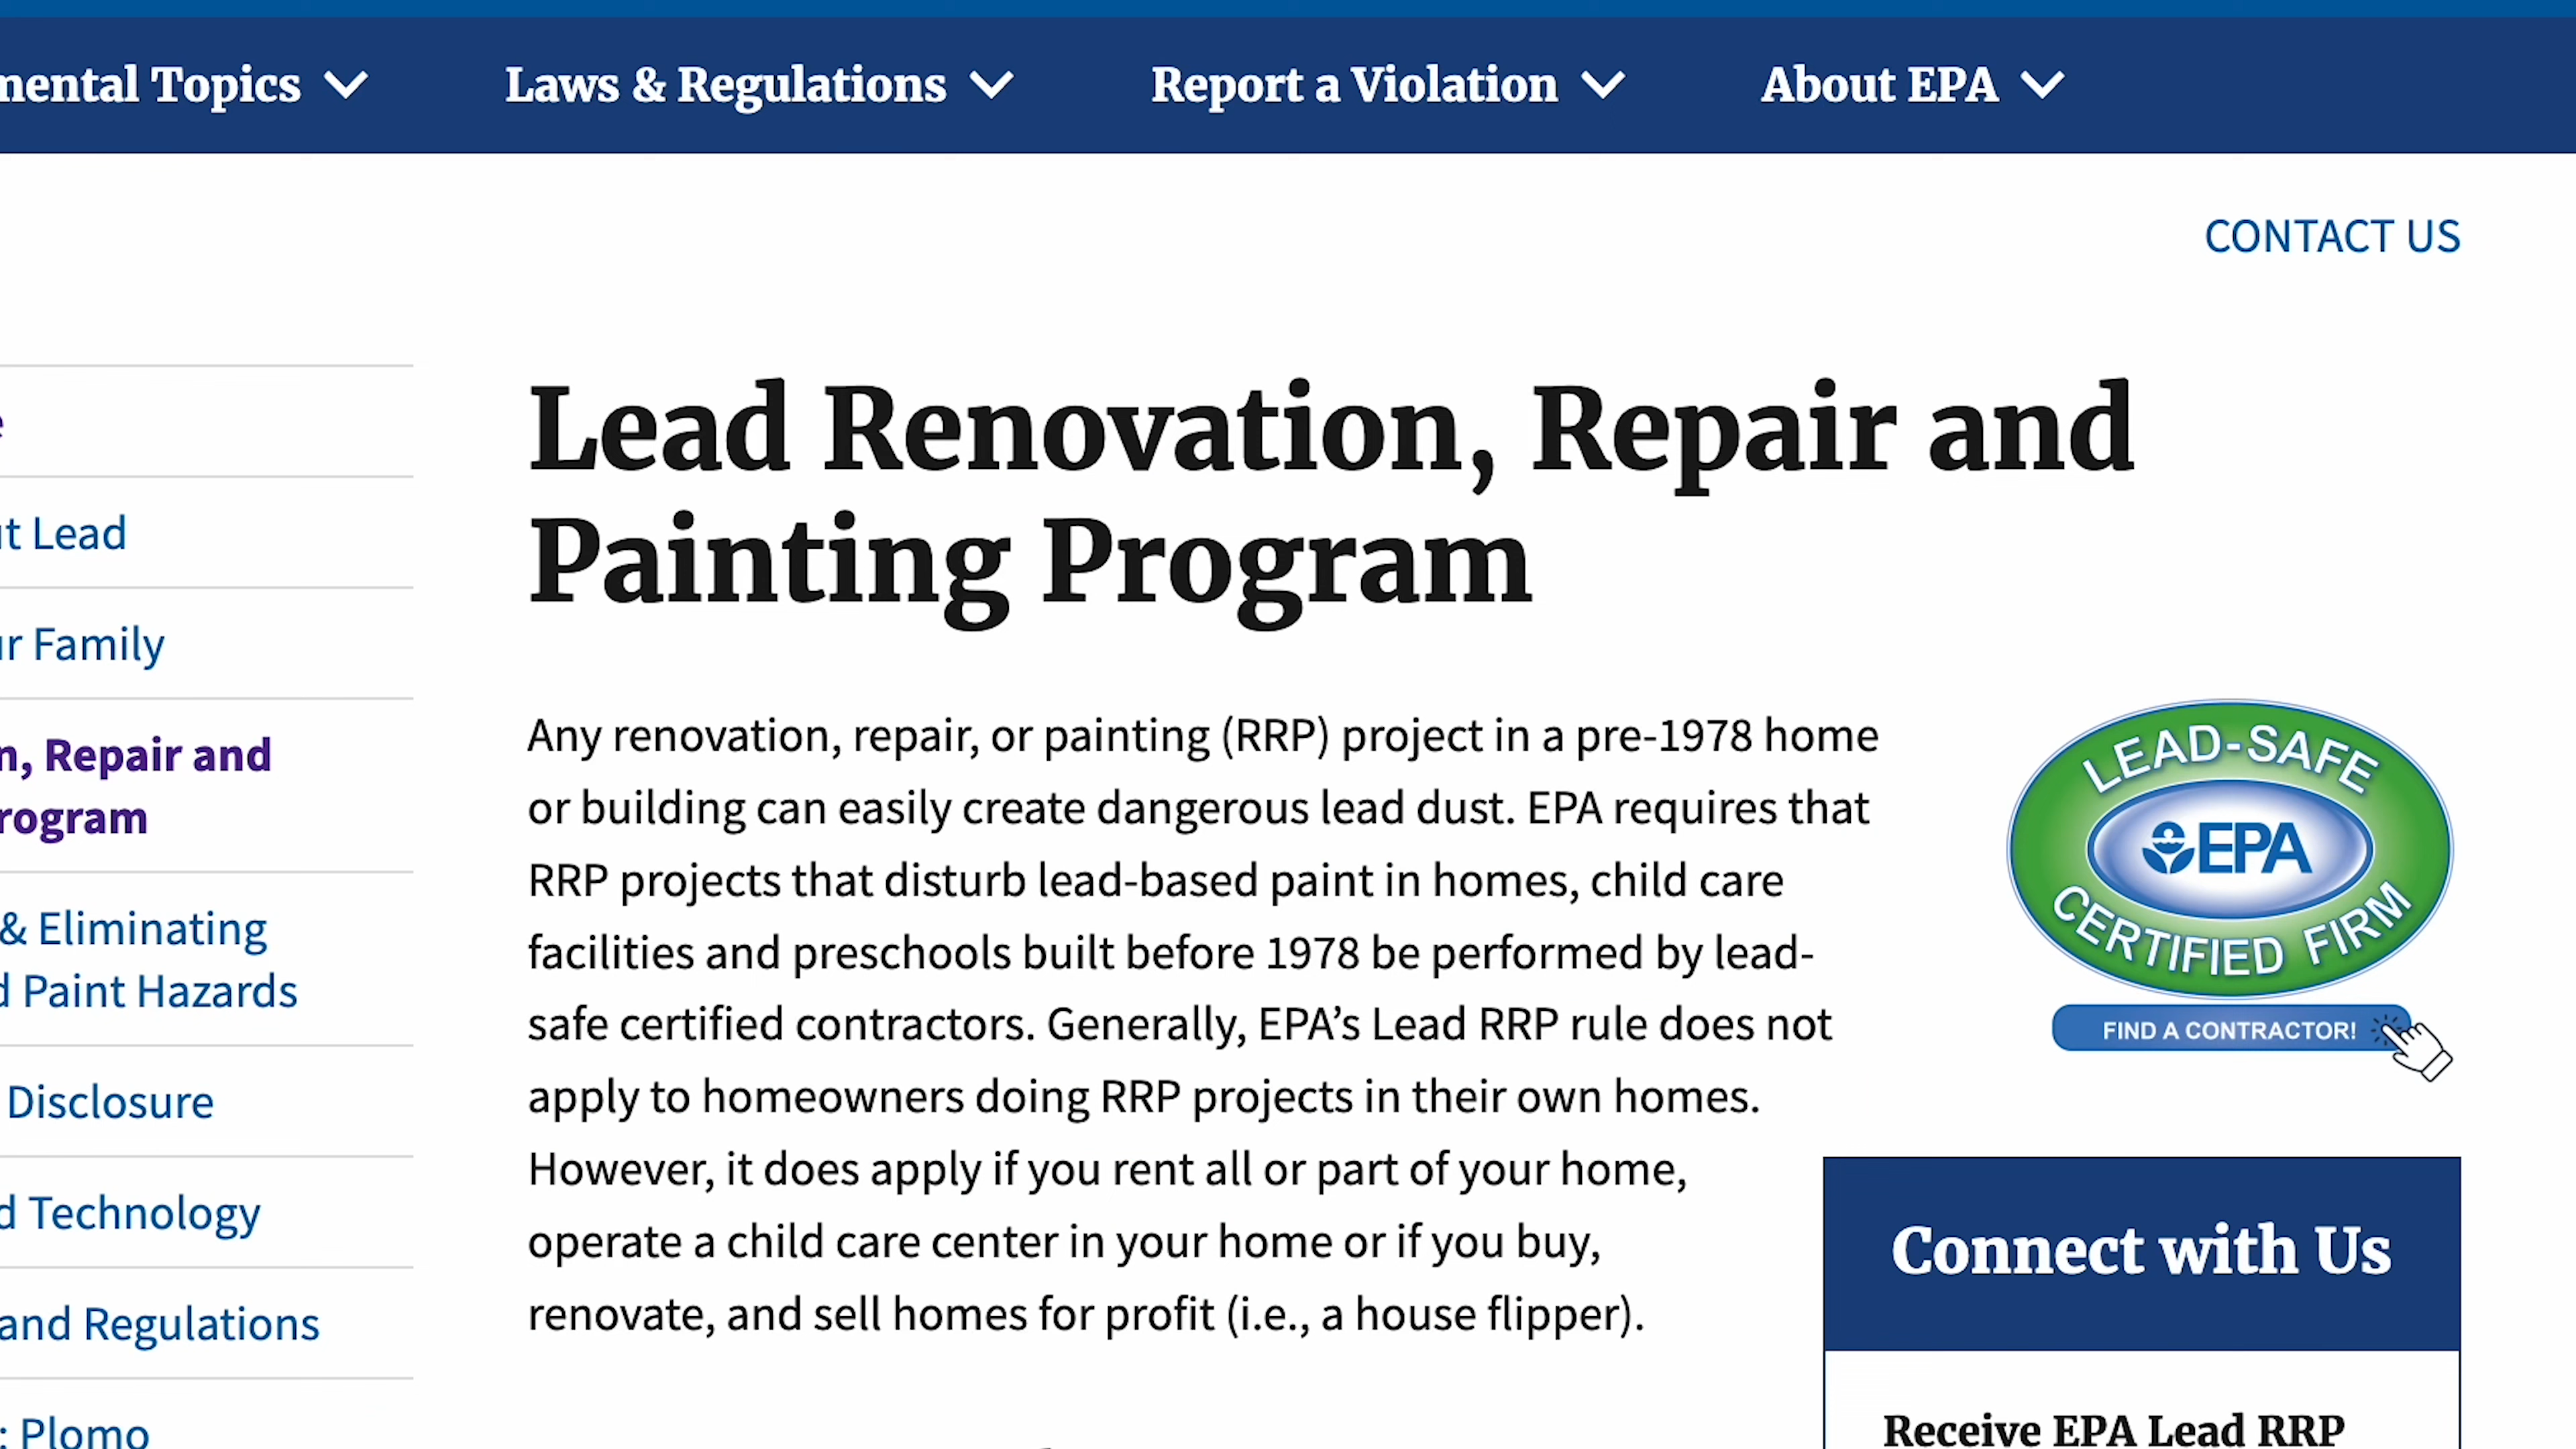 mental Topics
Laws & Regulations
Report a Violation
About EPA
CONTACT US
t Lead
r Family
n, Repair and
rogram
& Eliminating
d Paint Hazards
Disclosure
d Technology
and Regulations
: Plomo
Lead Renovation, Repair and
Painting Program
Any renovation, repair, or painting (RRP) project in a pre-1978 home
or building can easily create dangerous lead dust. EPA requires that
RRP projects that disturb lead-based paint in homes, child care
facilities and preschools built before 1978 be performed by lead-
safe certified contractors. Generally, EPA’s Lead RRP rule does not
apply to homeowners doing RRP projects in their own homes.
However, it does apply if you rent all or part of your home,
operate a child care center in your home or if you buy,
renovate, and sell homes for profit (i.e., a house flipper).
LEAD-SAFE
EPA
CERTIFIED FIRM
FIND A CONTRACTOR!
Connect with Us
Receive EPA Lead RRP